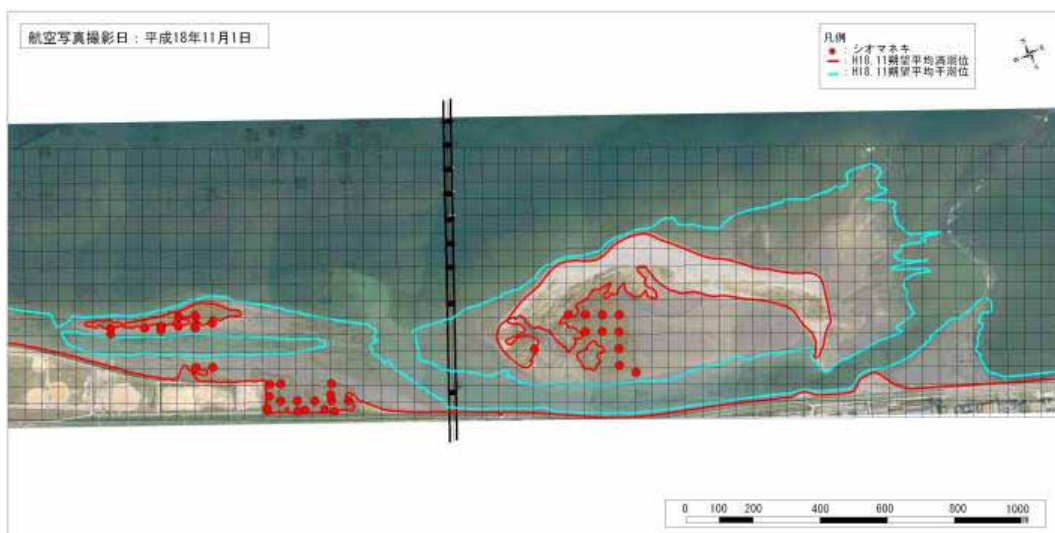 航空写真撮影日：平成18年11月1日
凡例
：シオマネキ
：H18.11朔望平均満潮位
：H18.11朔望平均干潮位
0 100 200 400 600 800 1000